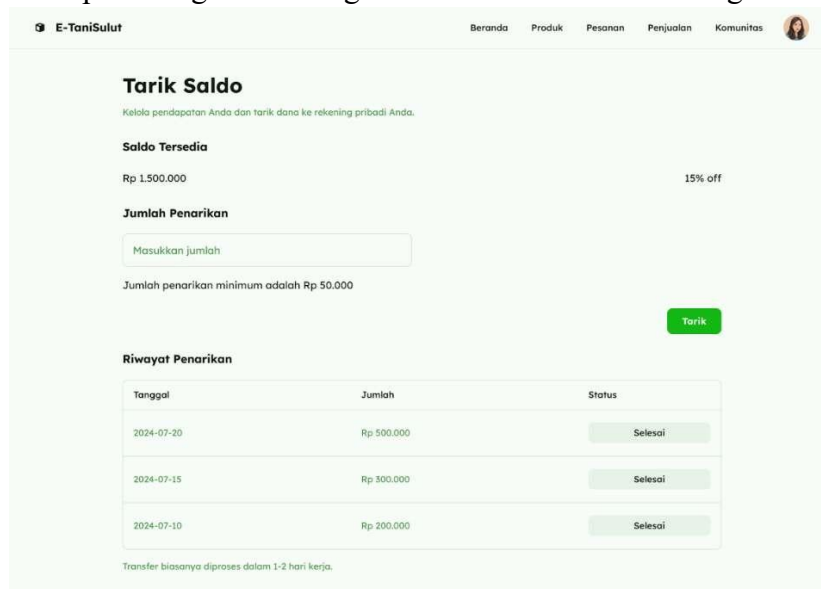 E-TaniSulut Beranda Produk Pesanan Penjualan Komunitas
Tarik Saldo
Kelola pendapatan Anda dan tarik dana ke rekening pribadi Anda.
Saldo Tersedia
Rp 1.500.000 15% off
Jumlah Penarikan
Masukkan jumlah
Jumlah penarikan minimum adalah Rp 50.000
Tarik
Riwayat Penarikan
Tanggal Jumlah Status
2024-07-20 Rp 500.000 Selesai
2024-07-15 Rp 300.000 Selesai
2024-07-10 Rp 200.000 Selesai
Transfer biasanya diproses dalam 1-2 hari kerja.